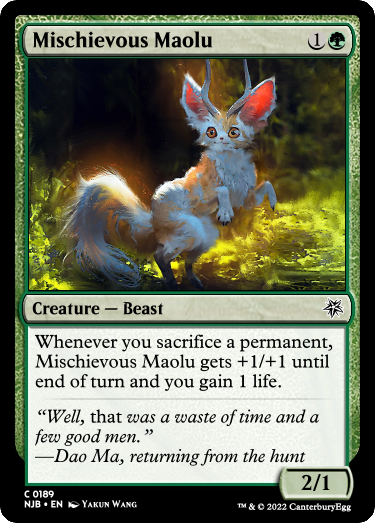 Mischievous Maolu 1
Creature — Beast
Whenever you sacrifice a permanent,
Mischievous Maolu gets +1/+1 until
end of turn and you gain 1 life.
“Well, that was a waste of time and a
few good men.”
—Dao Ma, returning from the hunt
2/1
C 0189
NJB • EN Yakun Wang
™ & © 2022 CanterburyEgg